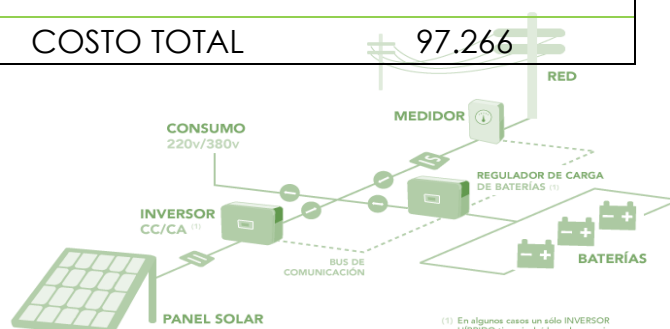 COSTO TOTAL 97.266
RED
MEDIDOR
CONSUMO
220v/380v
REGULADOR DE CARGA
DE BATERÍAS (1)
INVERSOR
CC/CA (1)
BUS DE
COMUNICACIÓN
BATERÍAS
PANEL SOLAR
(1) En algunos casos un sólo INVERSOR